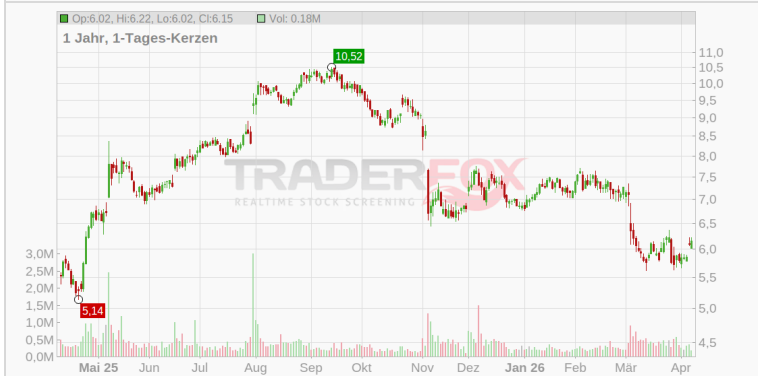 Op:6.02, Hi:6.22, Lo:6.02, Cl:6.15 Vol: 0.18M
1 Jahr, 1-Tages-Kerzen
10,52
11,0
10,5
10,0
9,5
9,0
8,5
8,0
7,5
7,0
6,5
6,0
5,5
5,0
4,5
TRADERFOX
REALTIME STOCK SCREENING
5,14
3,0M
2,5M
2,0M
1,5M
1,0M
0,5M
0,0M
Mai 25 Jun Jul Aug Sep Okt Nov Dez Jan 26 Feb Mär Apr